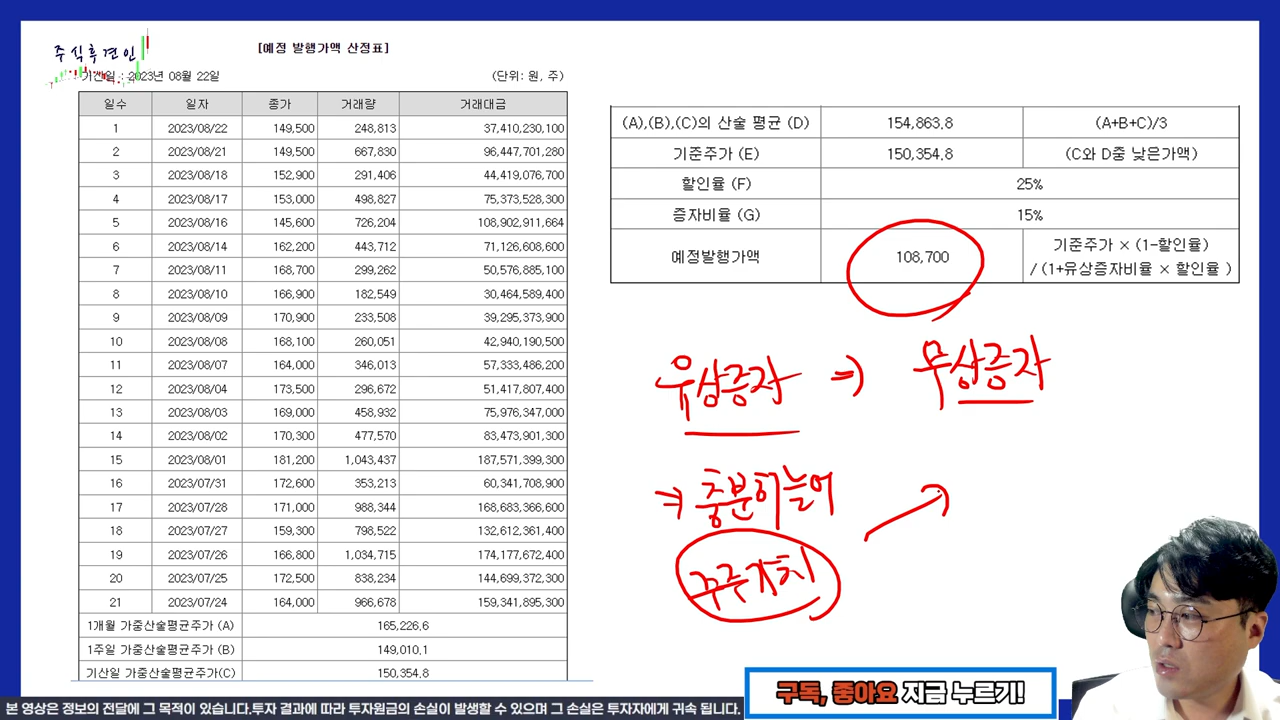 주식후견인
[예정 발행가액 산정표]
기산일 : 2023년 08월 22일
(단위: 원, 주)
일수 일자 종가 거래량 거래대금
1 2023/08/22 149,500 248,813 37,410,230,100
2 2023/08/21 149,500 667,830 96,447,701,280
3 2023/08/18 152,900 291,406 44,419,076,700
4 2023/08/17 153,000 498,827 75,373,528,300
5 2023/08/16 145,600 726,204 108,902,911,664
6 2023/08/14 162,200 443,712 71,126,608,600
7 2023/08/11 168,700 299,262 50,576,885,100
8 2023/08/10 166,900 182,549 30,464,589,400
9 2023/08/09 170,900 233,508 39,295,373,900
10 2023/08/08 168,100 260,051 42,940,190,500
11 2023/08/07 164,000 346,013 57,333,486,200
12 2023/08/04 173,500 296,672 51,417,807,400
13 2023/08/03 169,000 458,932 75,976,347,000
14 2023/08/02 170,300 477,570 83,473,901,300
15 2023/08/01 181,200 1,043,437 187,571,399,300
16 2023/07/31 172,600 353,213 60,341,708,900
17 2023/07/28 171,000 988,344 168,683,366,600
18 2023/07/27 159,300 798,522 132,612,361,400
19 2023/07/26 166,800 1,034,715 174,177,672,400
20 2023/07/25 172,500 838,234 144,699,372,300
21 2023/07/24 164,000 966,678 159,341,895,300
1개월 가중산술평균주가 (A) 165,226.6
1주일 가중산술평균주가 (B) 149,010.1
기산일 가중산술평균주가(C) 150,354.8
(A),(B),(C)의 산술 평균 (D) 154,863.8 (A+B+C)/3
기준주가 (E) 150,354.8 (C와 D중 낮은가액)
할인율 (F) 25%
증자비율 (G) 15%
예정발행가액 108,700 기준주가 × (1-할인율)
/ (1+유상증자비율 × 할인율 )
유상증자 ⇒ 무상증자
⇒ 충분히 늘어
주주가치
구독, 좋아요 지금 누르기!
본 영상은 정보의 전달에 그 목적이 있습니다.투자 결과에 따라 투자원금의 손실이 발생할 수 있으며 그 손실은 투자자에게 귀속 됩니다.